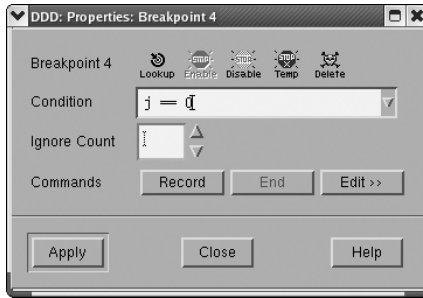 DDD: Properties: Breakpoint 4
Breakpoint 4
Lookup Enable Disable Temp Delete
Condition
j == 0
Ignore Count
Commands
Record End Edit >>
Apply Close Help